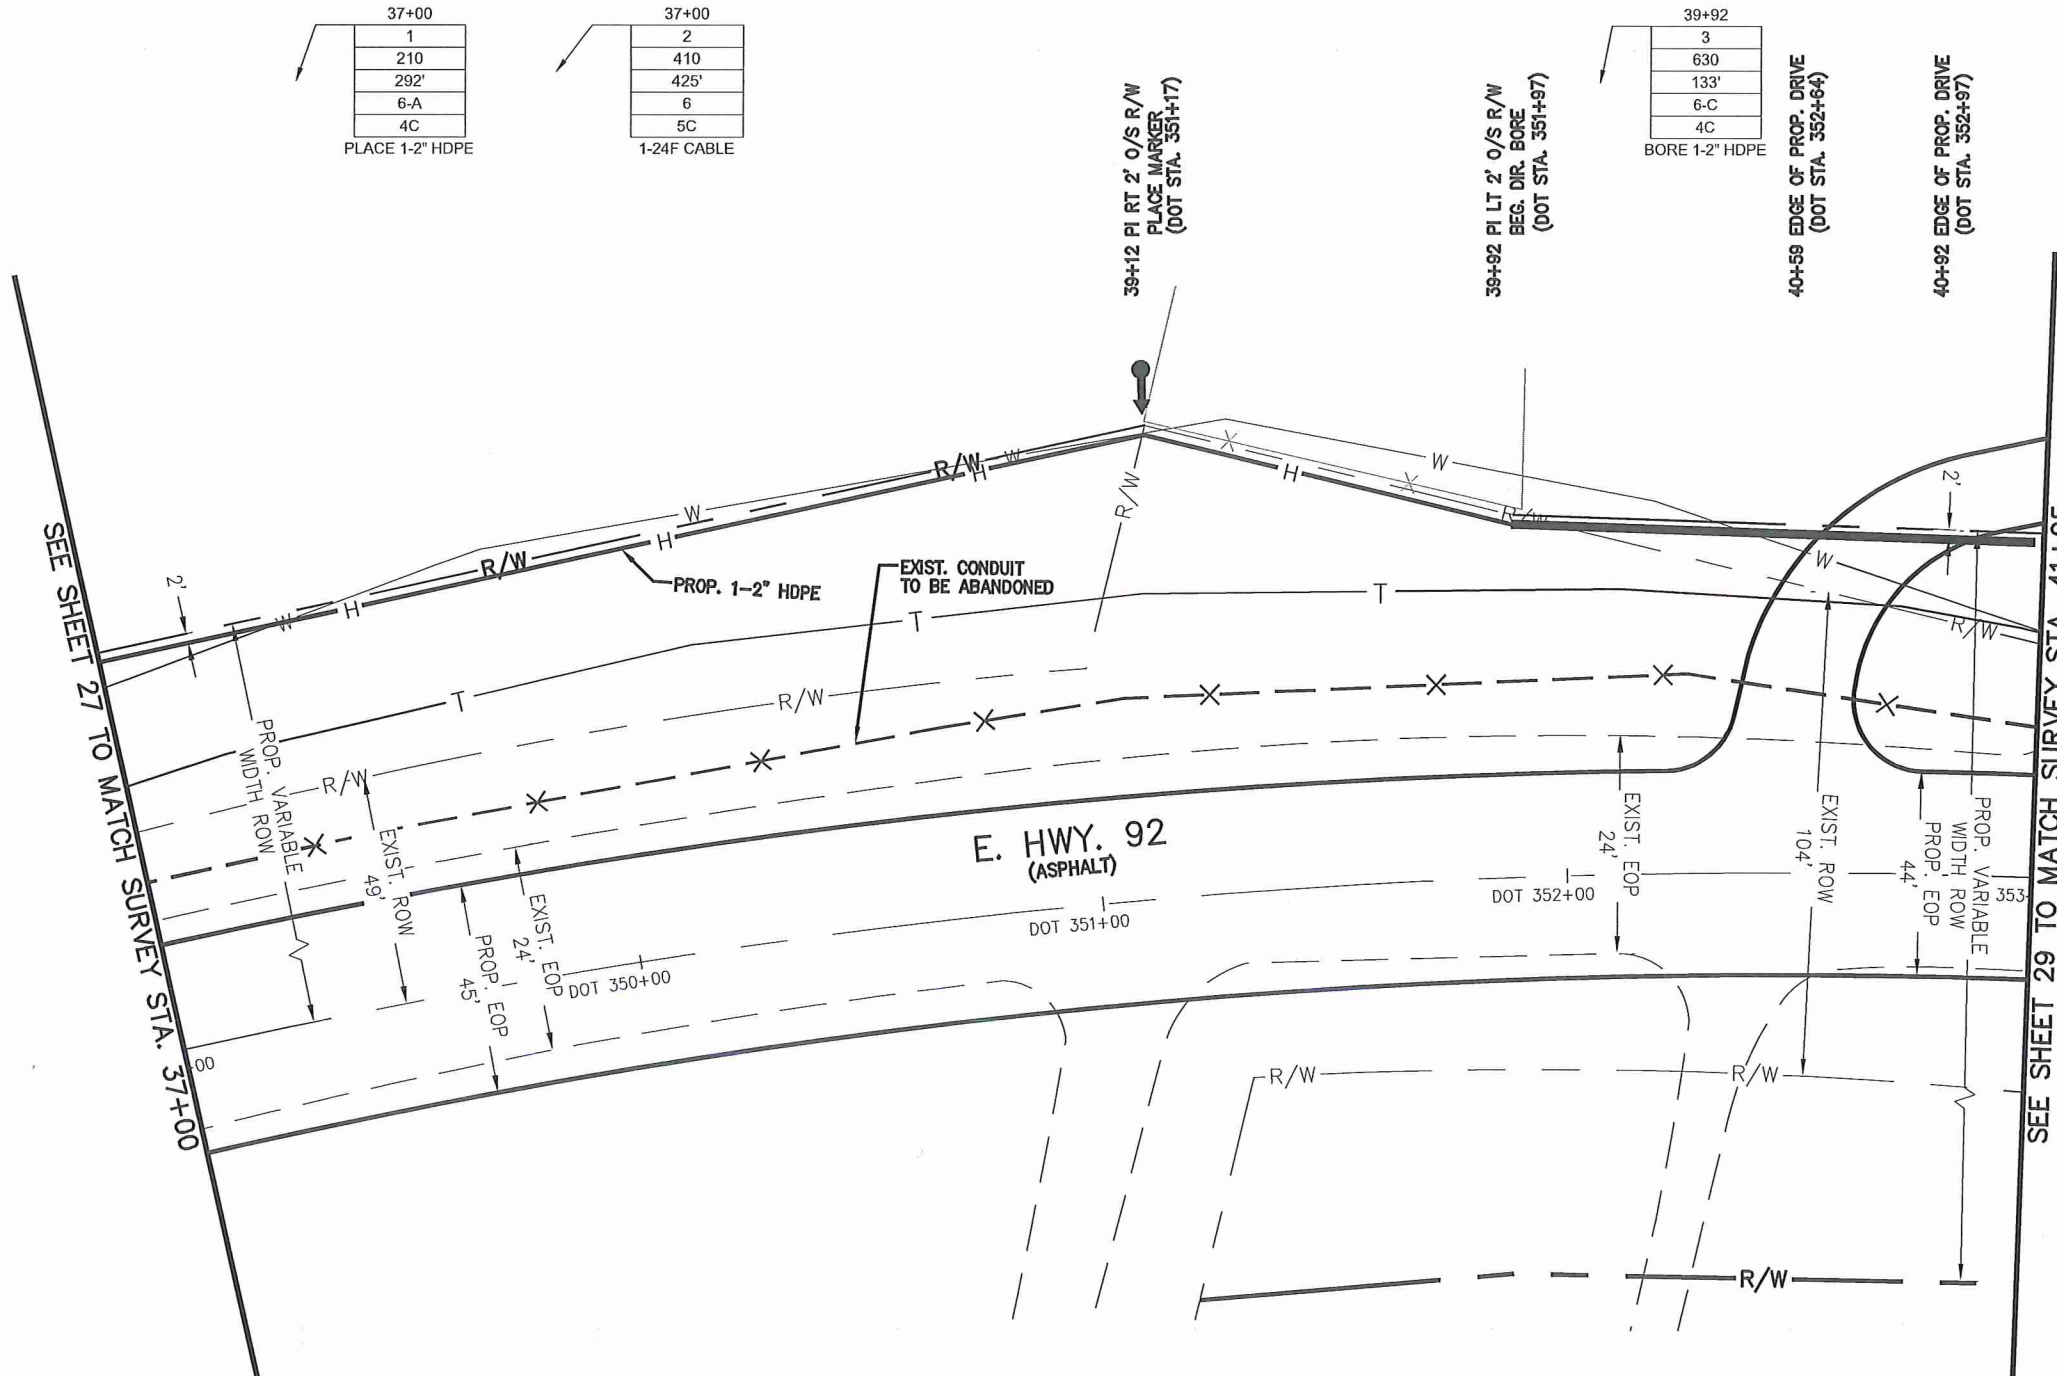 37+00
1
210
292'
6-A
4C
PLACE 1-2" HDPE
37+00
2
410
425'
6
5C
1-24F CABLE
39+92
3
630
133'
6-C
4C
BORE 1-2" HDPE
39+12 PI RT 2' O/S R/W
PLACE MARKER
(DOT STA. 351+17)
39+92 PI LT 2' O/S R/W
BEG. DIR. BORE
(DOT STA. 351+97)
40+59 EDGE OF PROP. DRIVE
(DOT STA. 352+64)
40+92 EDGE OF PROP. DRIVE
(DOT STA. 352+97)
SEE SHEET 27 TO MATCH SURVEY STA. 37+00
2'
W
H
R/W
W
H
R/W
H
W
R/W
H
W
R/W
W
R/W
2'
W
R/W
PROP. 1-2" HDPE
EXIST. CONDUIT
TO BE ABANDONED
T
T
T
R/W
R/W
PROP. VARIABLE
WIDTH ROW
EXIST. ROW
49'
PROP. EOP
45'
EXIST. EOP
24'
E. HWY. 92
(ASPHALT)
DOT 350+00
DOT 351+00
DOT 352+00
353
00
EXIST. EOP
24'
EXIST. ROW
104'
PROP. EOP
44'
PROP. VARIABLE
WIDTH ROW
R/W
R/W
R/W
SEE SHEET 29 TO MATCH SURVEY STA.